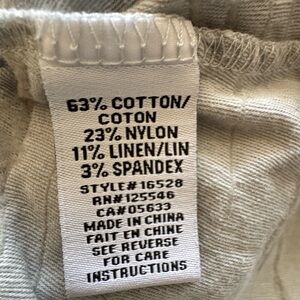 63% COTTON/
COTON
23% NYLON
11% LINEN/LIN
3% SPANDEX
STYLE# 16528
RN#125546
CA#05633
MADE IN CHINA
FAIT EN CHINE
SEE REVERSE
FOR CARE
INSTRUCTIONS